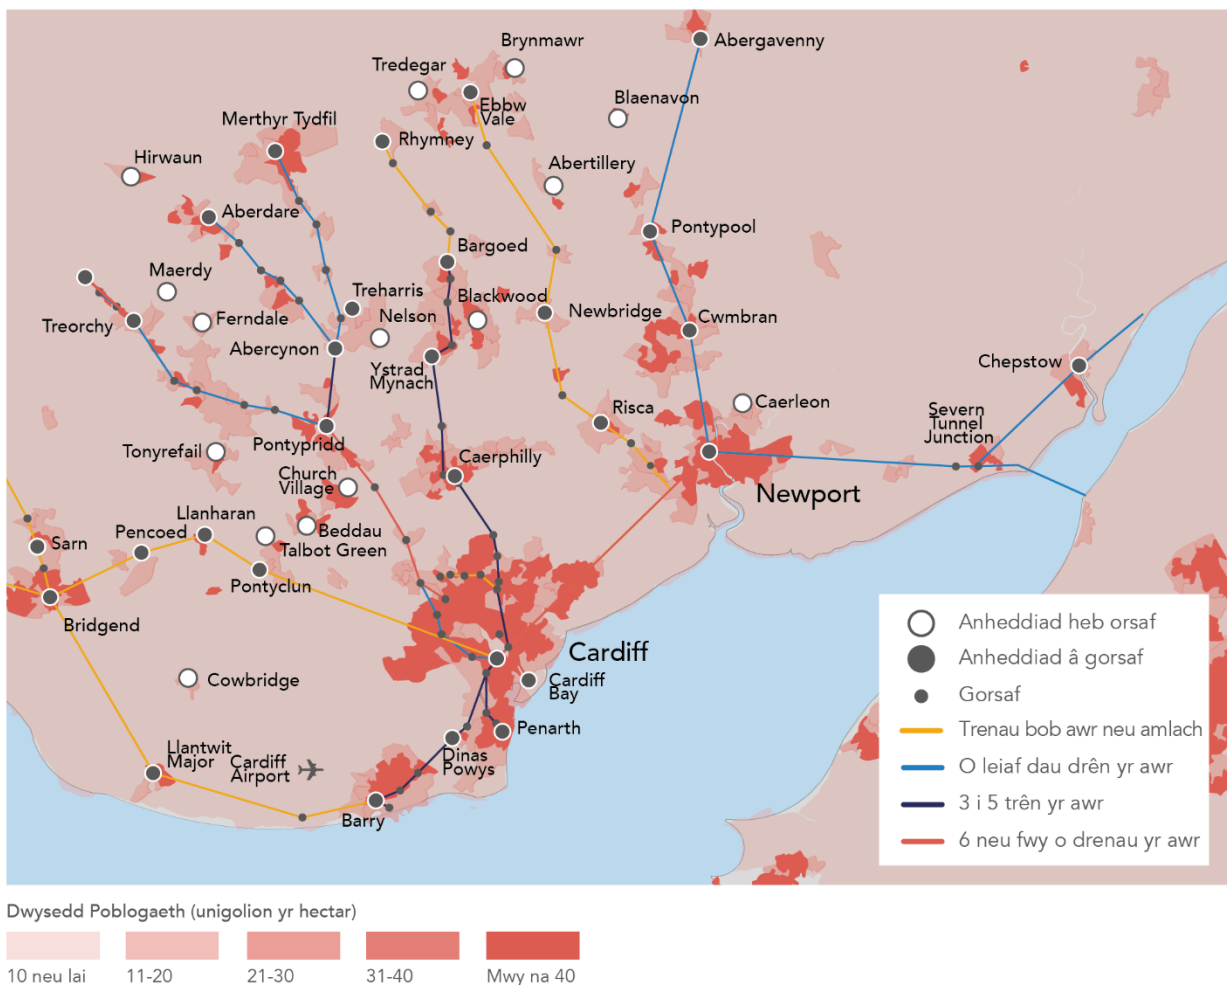 Abergavenny
Brynmawr
Tredegar
Ebbw
Vale
Blaenavon
Merthyr Tydfil
Rhymney
Hirwaun
Abertillery
Aberdare
Pontypool
Bargoed
Maerdy
Treharris
Blackwood
Newbridge
Treorchy
Ferndale
Nelson
Cwmbran
Abercynon
Ystrad
Mynach
Chepstow
Risca
Caerleon
Severn
Tunnel
Junction
Tonyrefail
Pontypridd
Church
Village
Caerphilly
Newport
Llanharan
Beddau
Pencoed
Talbot Green
Sarn
Pontyclun
Bridgend
Cardiff
Cowbridge
Cardiff
Bay
Penarth
Llantwit
Major
Cardiff
Airport
Dinas
Powys
Barry
Anheddiad heb orsaf
Anheddiad â gorsaf
Gorsaf
Trenau bob awr neu amlach
O leiaf dau drên yr awr
3 i 5 trên yr awr
6 neu fwy o drenau yr awr
Dwysedd Poblogaeth (unigolion yr hectar)
10 neu lai
11-20
21-30
31-40
Mwy na 40